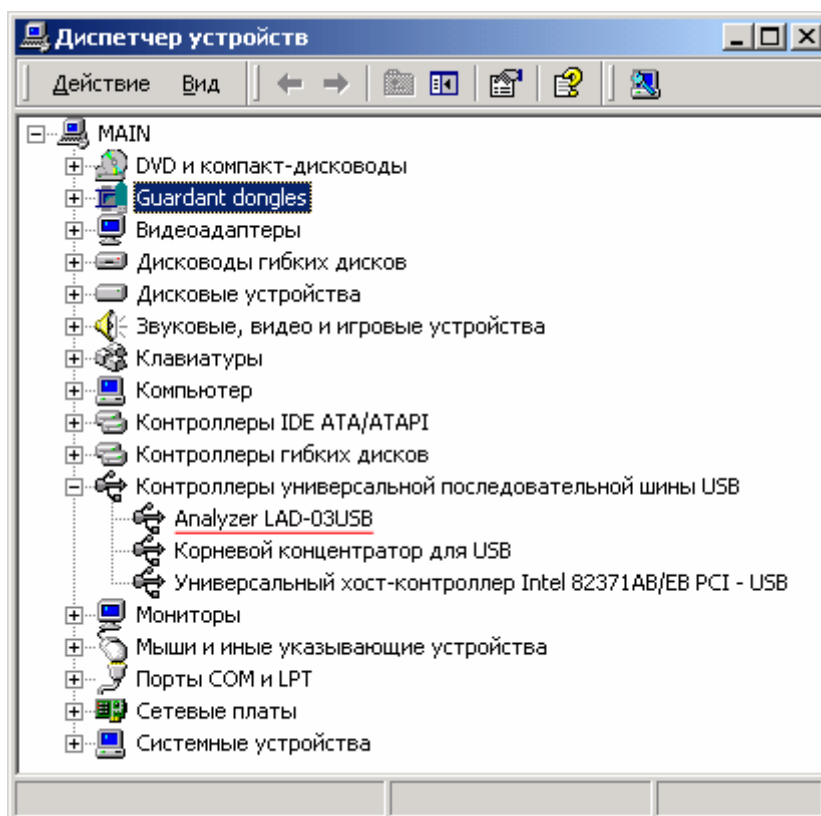 Диспетчер устройств
Действие Вид
MAIN
DVD и компакт-дисководы
Guardant dongles
Видеоадаптеры
Дисководы гибких дисков
Дисковые устройства
Звуковые, видео и игровые устройства
Клавиатуры
Компьютер
Контроллеры IDE ATA/ATAPI
Контроллеры гибких дисков
Контроллеры универсальной последовательной шины USB
Analyzer LAD-03USB
Корневой концентратор для USB
Универсальный хост-контроллер Intel 82371AB/EB PCI - USB
Мониторы
Мыши и иные указывающие устройства
Порты COM и LPT
Сетевые платы
Системные устройства